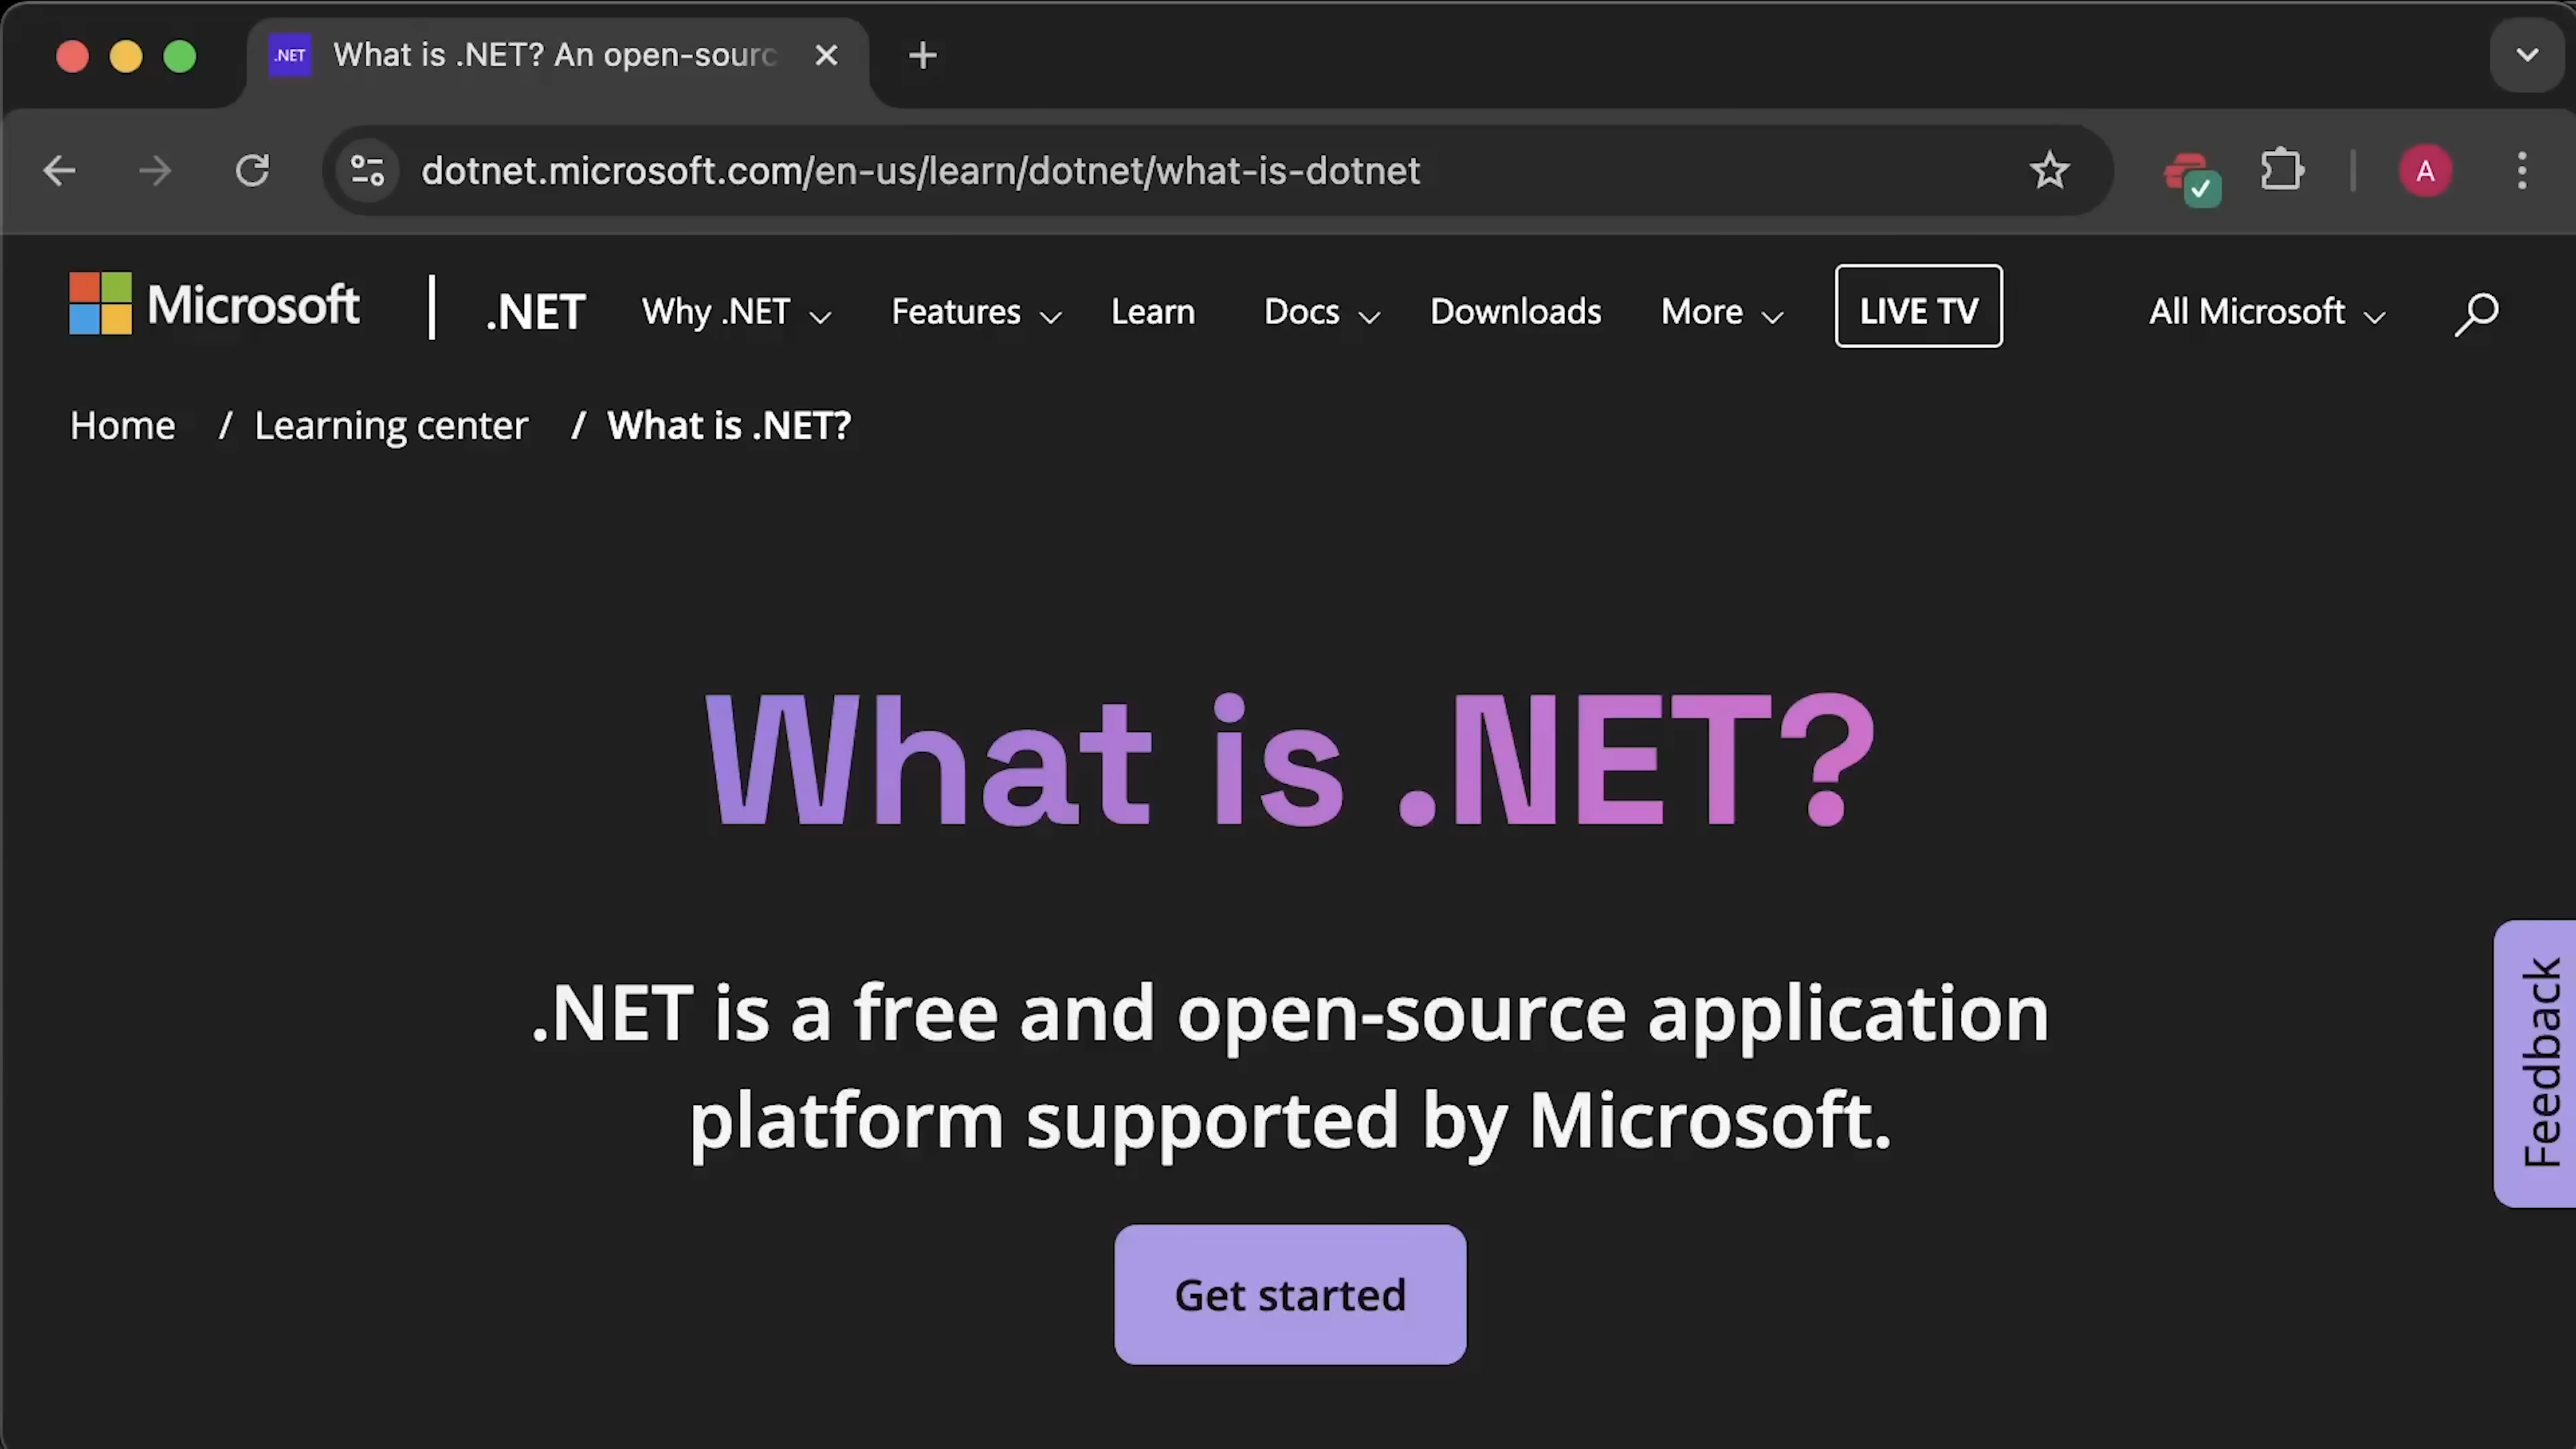 .NET What is .NET? An open-sourc
dotnet.microsoft.com/en-us/learn/dotnet/what-is-dotnet
A
Microsoft .NET Why .NET Features Learn Docs Downloads More LIVE TV All Microsoft
Home / Learning center / What is .NET?
What is .NET?
.NET is a free and open-source application
platform supported by Microsoft.
Get started
Feedback